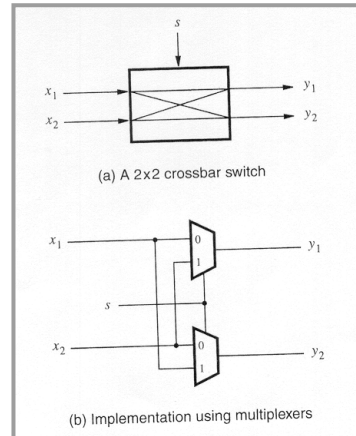 s
x₁
y₁
x₂
y₂
(a) A 2x2 crossbar switch
x₁
0
1
y₁
s
x₂
0
1
y₂
(b) Implementation using multiplexers